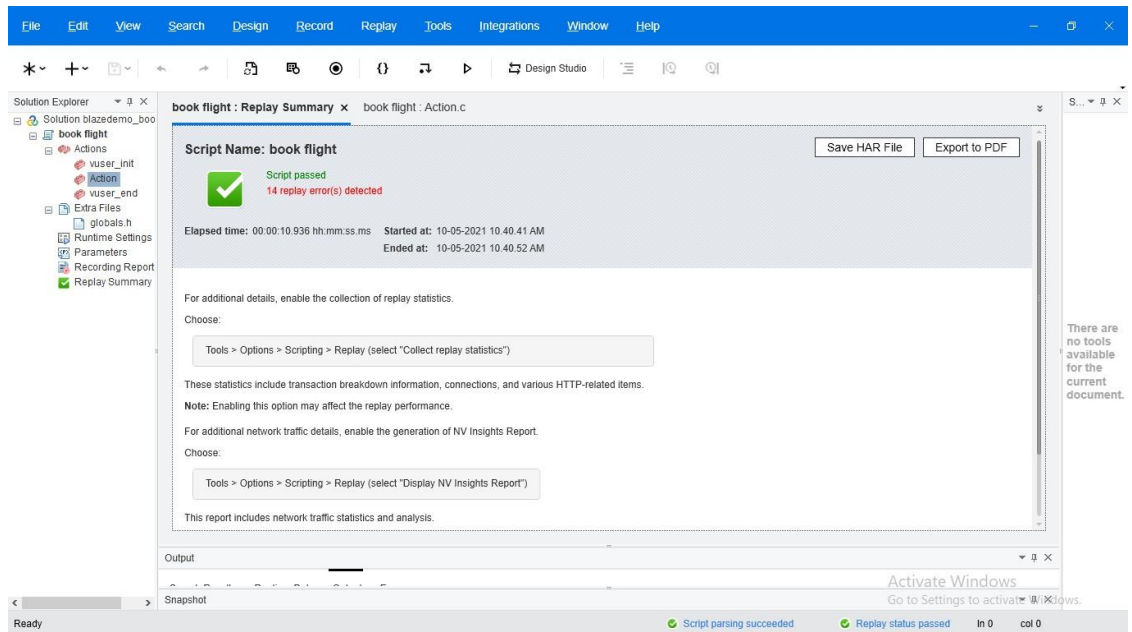 File Edit View Search Design Record Replay Tools Integrations Window Help
Design Studio
Solution Explorer
Solution blazedemo_boo
book flight
Actions
vuser_init
Action
vuser_end
Extra Files
globals.h
Runtime Settings
Parameters
Recording Report
Replay Summary
book flight : Replay Summary x book flight : Action.c
Script Name: book flight
Save HAR File Export to PDF
Script passed
14 replay error(s) detected
Elapsed time: 00:00:10.936 hh:mm:ss.ms Started at: 10-05-2021 10.40.41 AM
Ended at: 10-05-2021 10.40.52 AM
For additional details, enable the collection of replay statistics.
Choose:
Tools > Options > Scripting > Replay (select "Collect replay statistics")
These statistics include transaction breakdown information, connections, and various HTTP-related items.
Note: Enabling this option may affect the replay performance.
For additional network traffic details, enable the generation of NV Insights Report.
Choose:
Tools > Options > Scripting > Replay (select "Display NV Insights Report")
This report includes network traffic statistics and analysis.
S...
There are
no tools
available
for the
current
document.
Output
Snapshot
Activate Windows
Go to Settings to activate Windows.
Ready
Script parsing succeeded Replay status passed ln 0 col 0